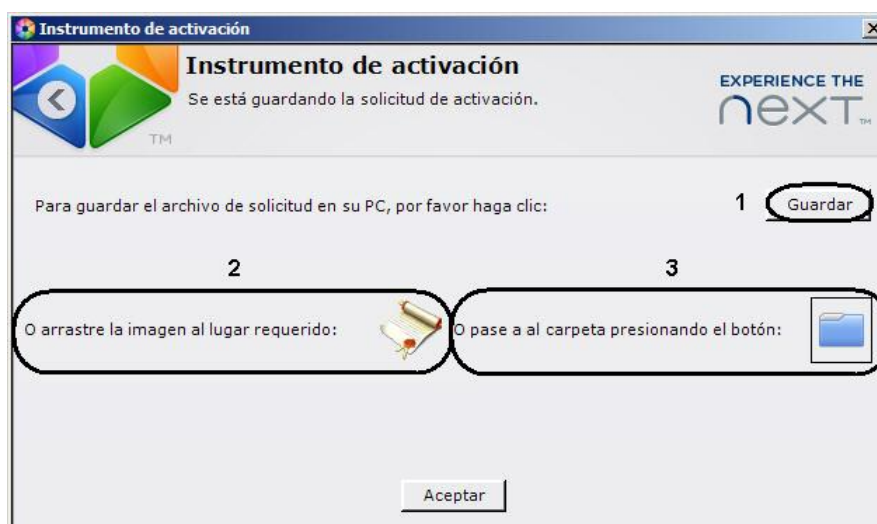 Instrumento de activación
Instrumento de activación
Se está guardando la solicitud de activación.
EXPERIENCE THE
next™
TM
Para guardar el archivo de solicitud en su PC, por favor haga clic:
1
Guardar
2
3
O arrastre la imagen al lugar requerido:
O pase a al carpeta presionando el botón:
Aceptar